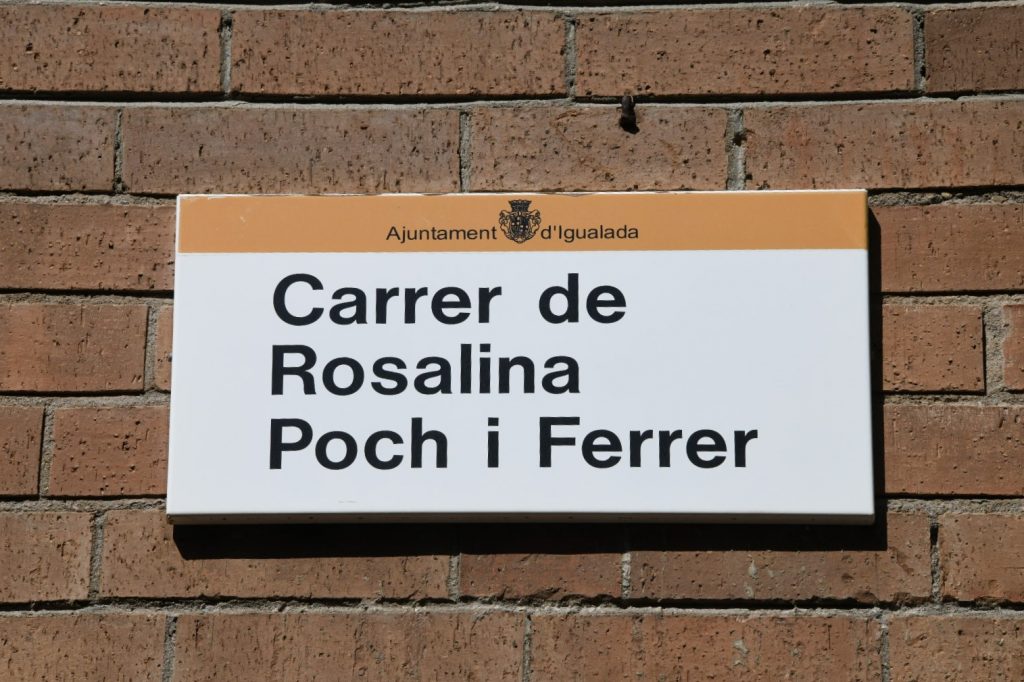 Ajuntament d'Igualada
Carrer de
Rosalina
Poch i Ferrer